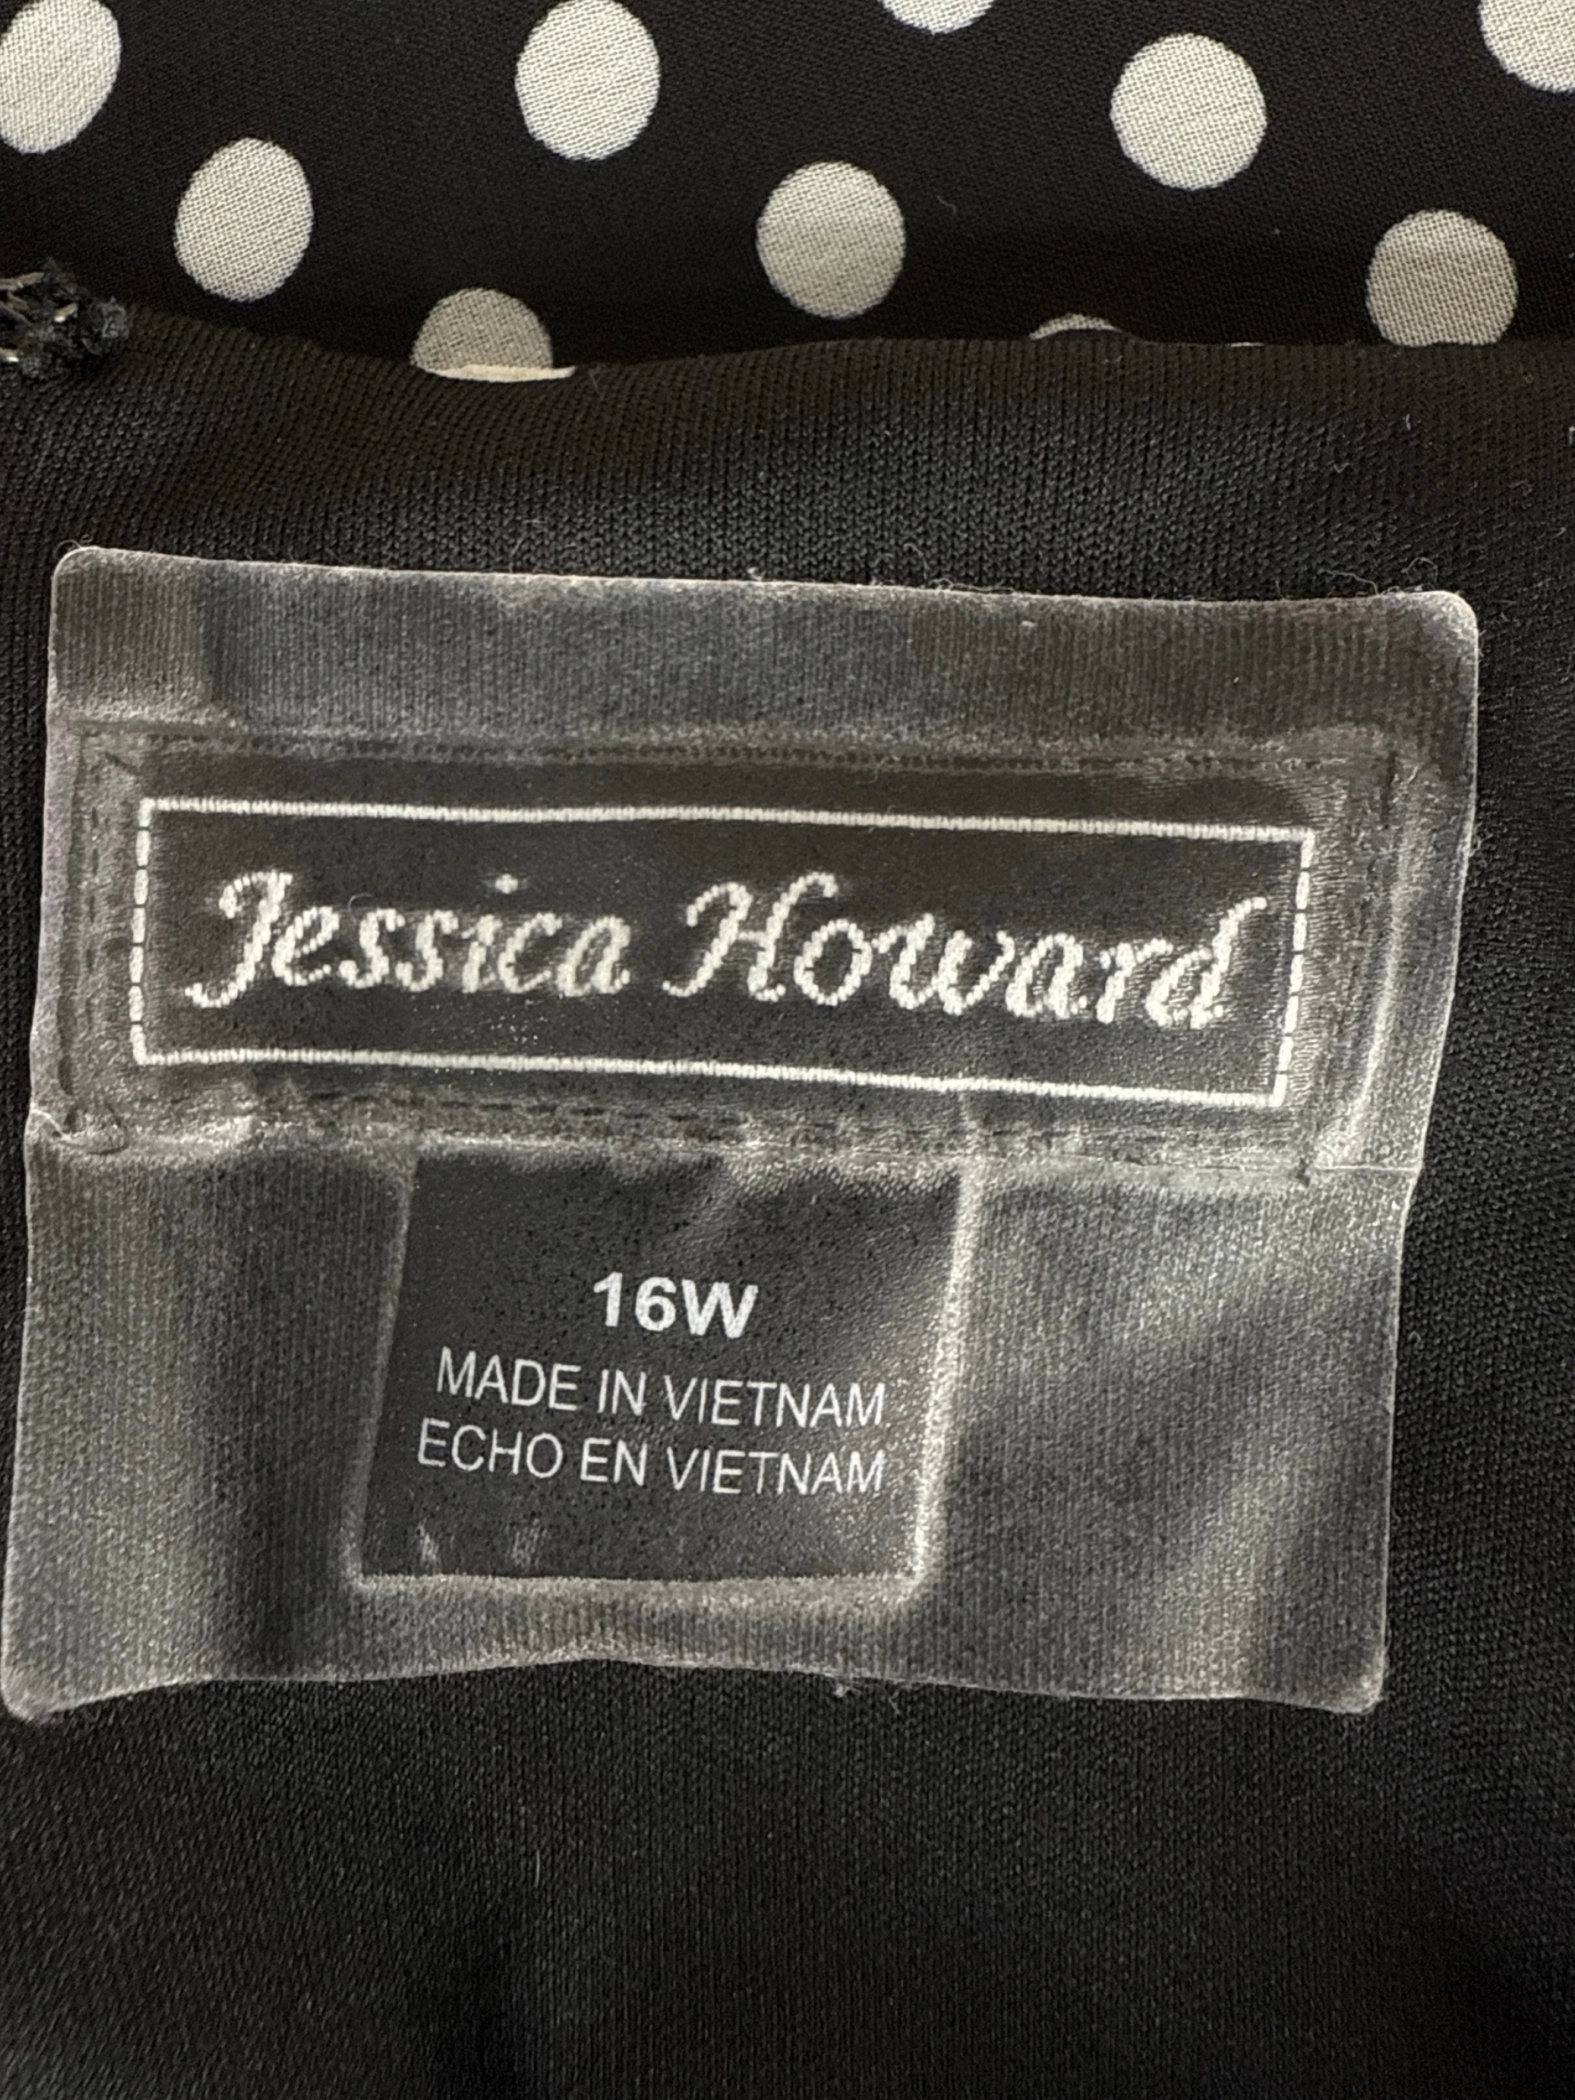 Jessica Howard
16W
MADE IN VIETNAM
ECHO EN VIETNAM